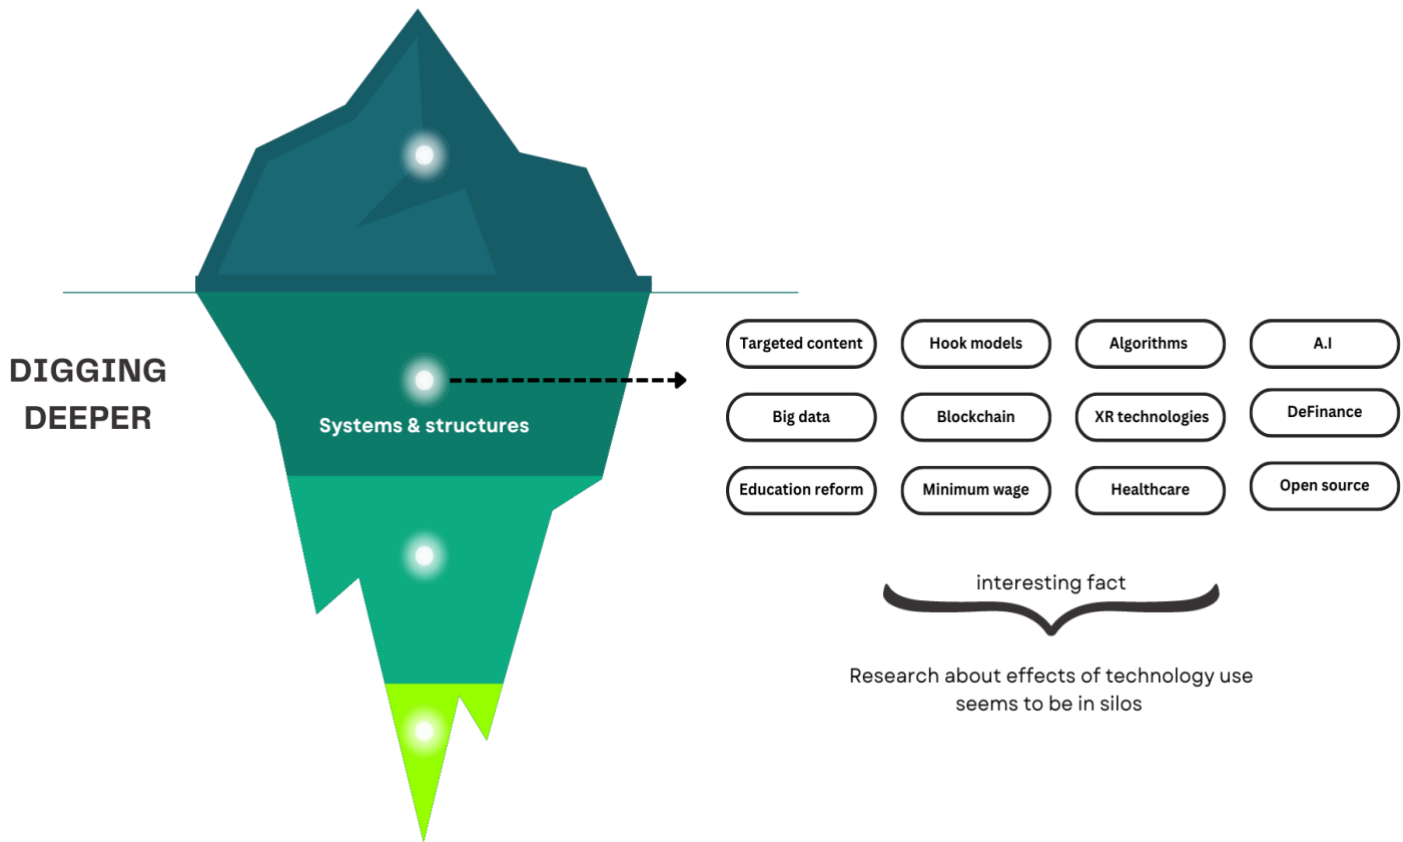 DIGGING
DEEPER
Systems & structures
Targeted content
Hook models
Algorithms
A.I
Big data
Blockchain
XR technologies
DeFinance
Education reform
Minimum wage
Healthcare
Open source
interesting fact
Research about effects of technology use
seems to be in silos